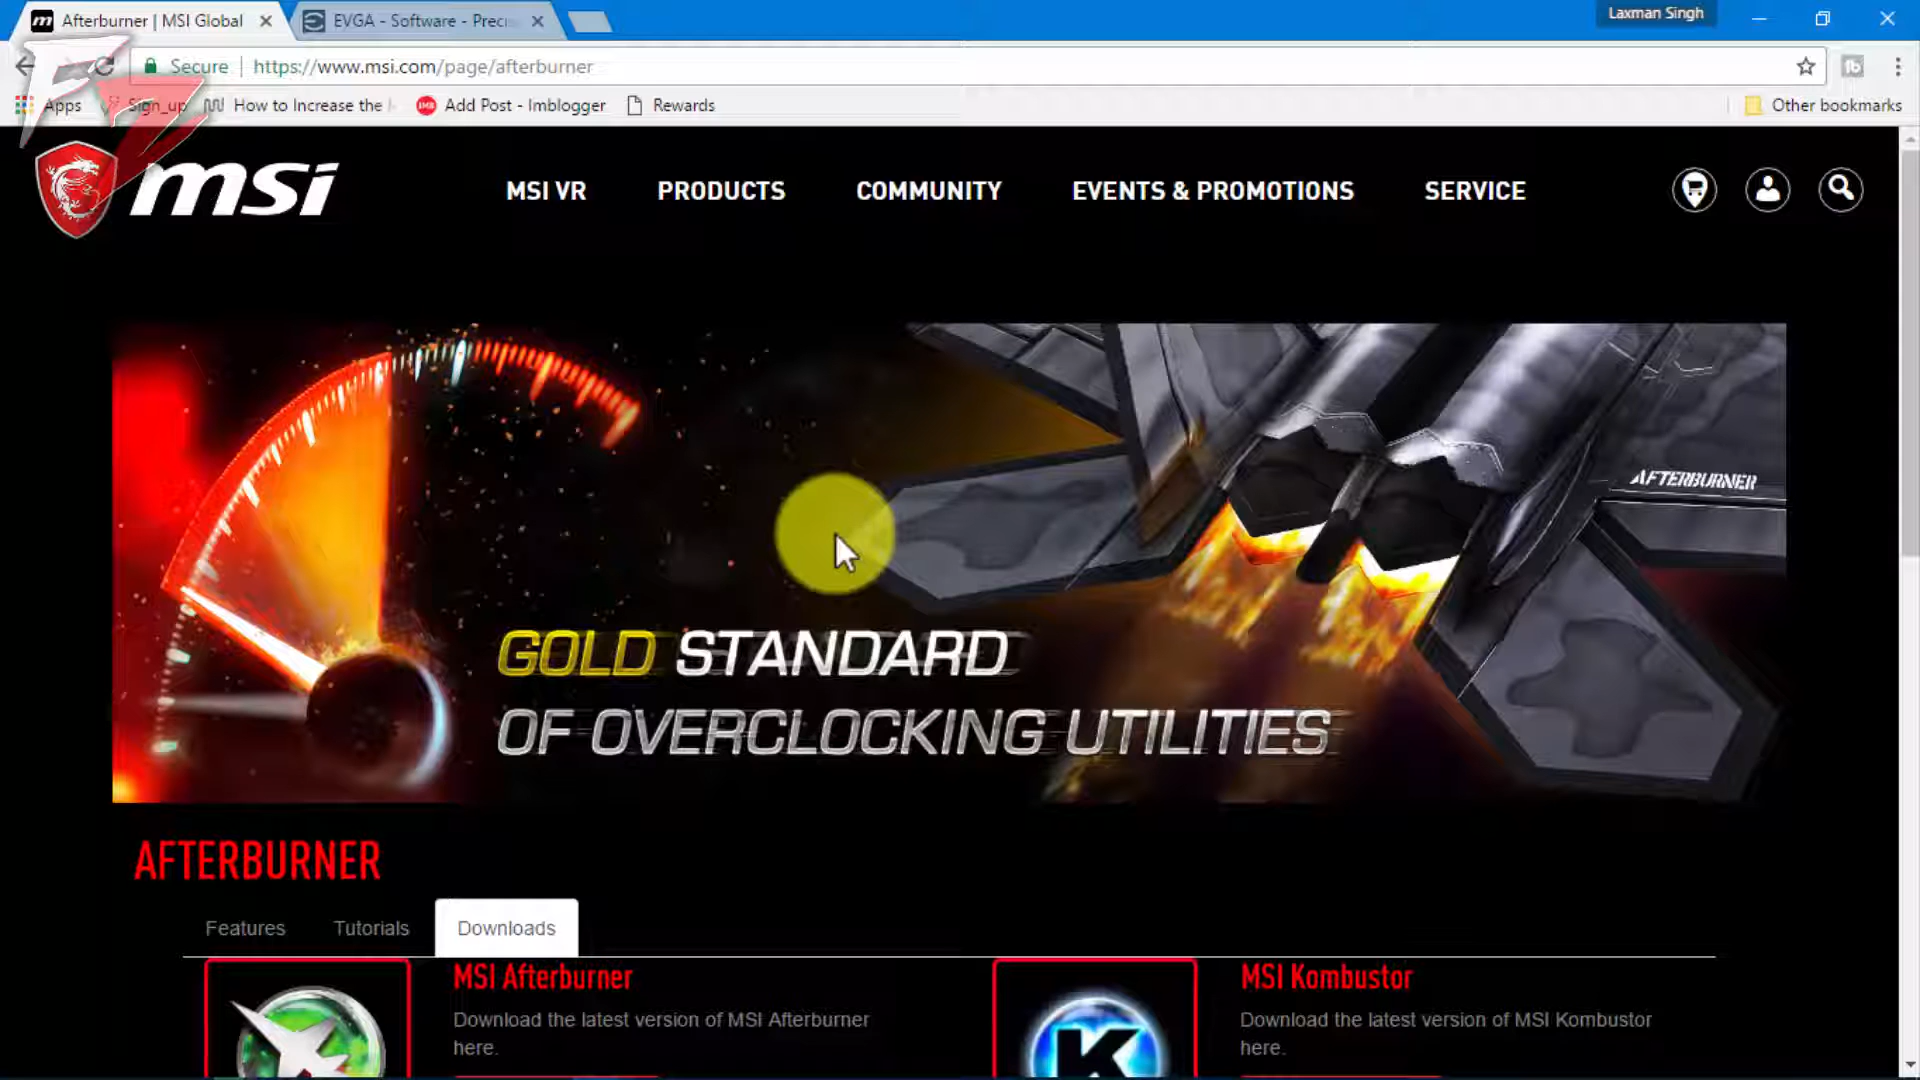 Afterburner | MSI Global
EVGA - Software - Preci
Laxman Singh
Secure
https://www.msi.com/page/afterburner
Apps
Sign_up
How to Increase the
Add Post - Imblogger
Rewards
Other bookmarks
msi
MSI VR
PRODUCTS
COMMUNITY
EVENTS & PROMOTIONS
SERVICE
AFTERBURNER
GOLD STANDARD
OF OVERCLOCKING UTILITIES
AFTERBURNER
Features
Tutorials
Downloads
MSI Afterburner
Download the latest version of MSI Afterburner
here.
K
MSI Kombustor
Download the latest version of MSI Kombustor
here.